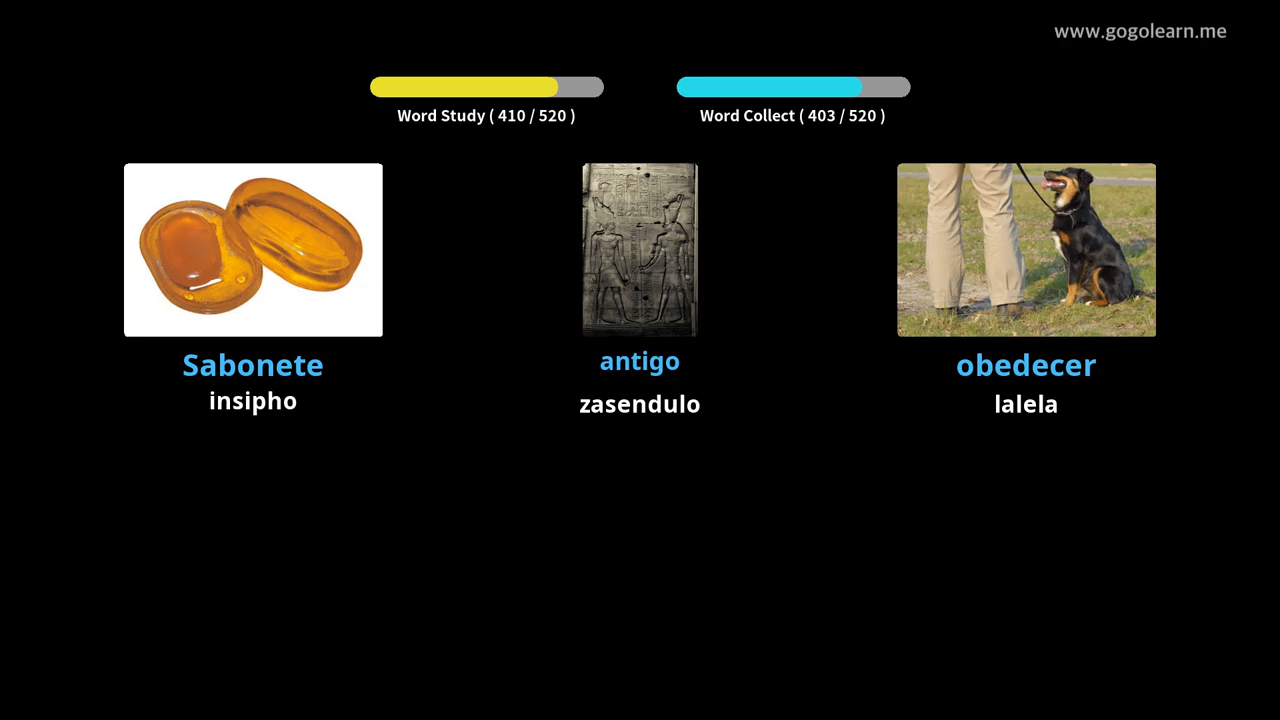 www.gogolearn.me
Word Study ( 410 / 520 )
Word Collect ( 403 / 520 )
Sabonete
insipho
antigo
zasendulo
obedecer
lalela